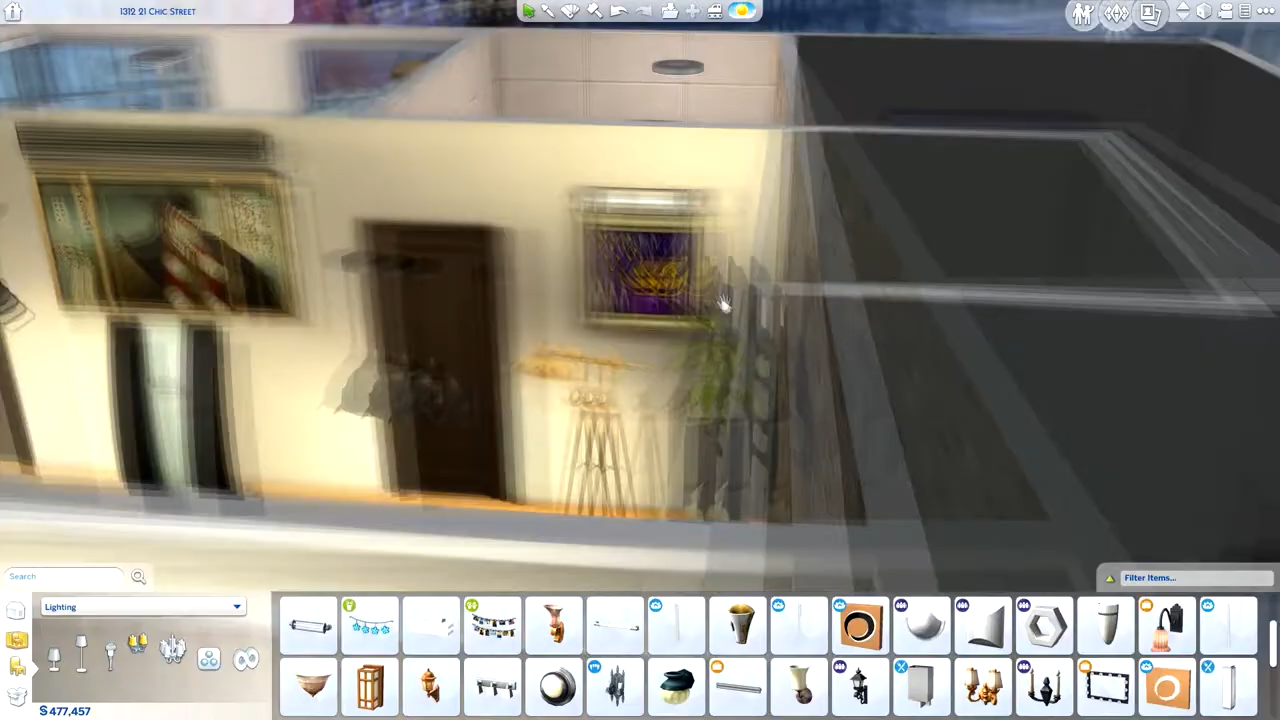 1312 21 CHIC STREET
Search
Filter Items...
Lighting
§477,457